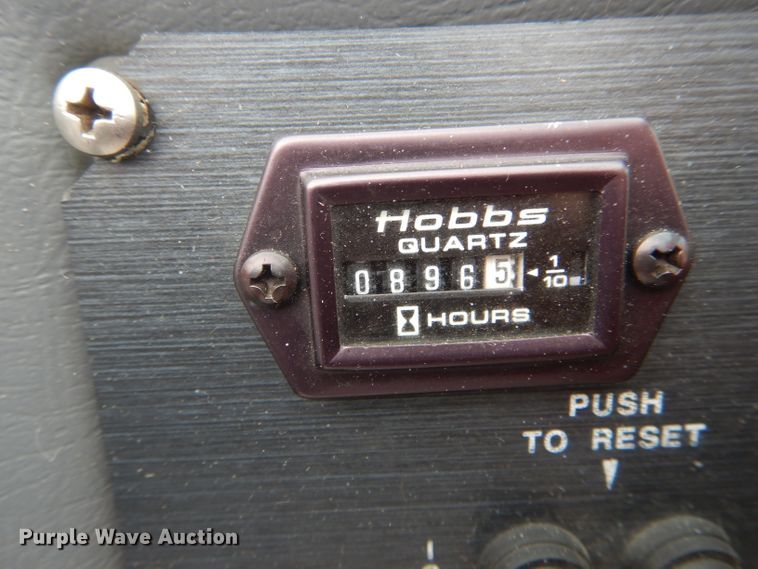 Hobbs
QUARTZ
08965 1/10
HOURS
PUSH
TO RESET
Purple Wave Auction